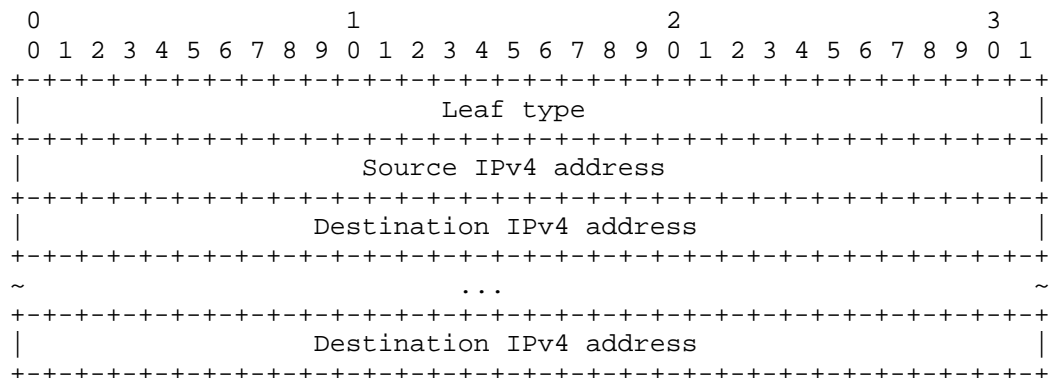 0                   1                   2                   3
 0 1 2 3 4 5 6 7 8 9 0 1 2 3 4 5 6 7 8 9 0 1 2 3 4 5 6 7 8 9 0 1
+-+-+-+-+-+-+-+-+-+-+-+-+-+-+-+-+-+-+-+-+-+-+-+-+-+-+-+-+-+-+-+-+
|                          Leaf type                            |
+-+-+-+-+-+-+-+-+-+-+-+-+-+-+-+-+-+-+-+-+-+-+-+-+-+-+-+-+-+-+-+-+
|                     Source IPv4 address                       |
+-+-+-+-+-+-+-+-+-+-+-+-+-+-+-+-+-+-+-+-+-+-+-+-+-+-+-+-+-+-+-+-+
|                  Destination IPv4 address                     |
+-+-+-+-+-+-+-+-+-+-+-+-+-+-+-+-+-+-+-+-+-+-+-+-+-+-+-+-+-+-+-+-+
~                           ...                                 ~
+-+-+-+-+-+-+-+-+-+-+-+-+-+-+-+-+-+-+-+-+-+-+-+-+-+-+-+-+-+-+-+-+
|                  Destination IPv4 address                     |
+-+-+-+-+-+-+-+-+-+-+-+-+-+-+-+-+-+-+-+-+-+-+-+-+-+-+-+-+-+-+-+-+